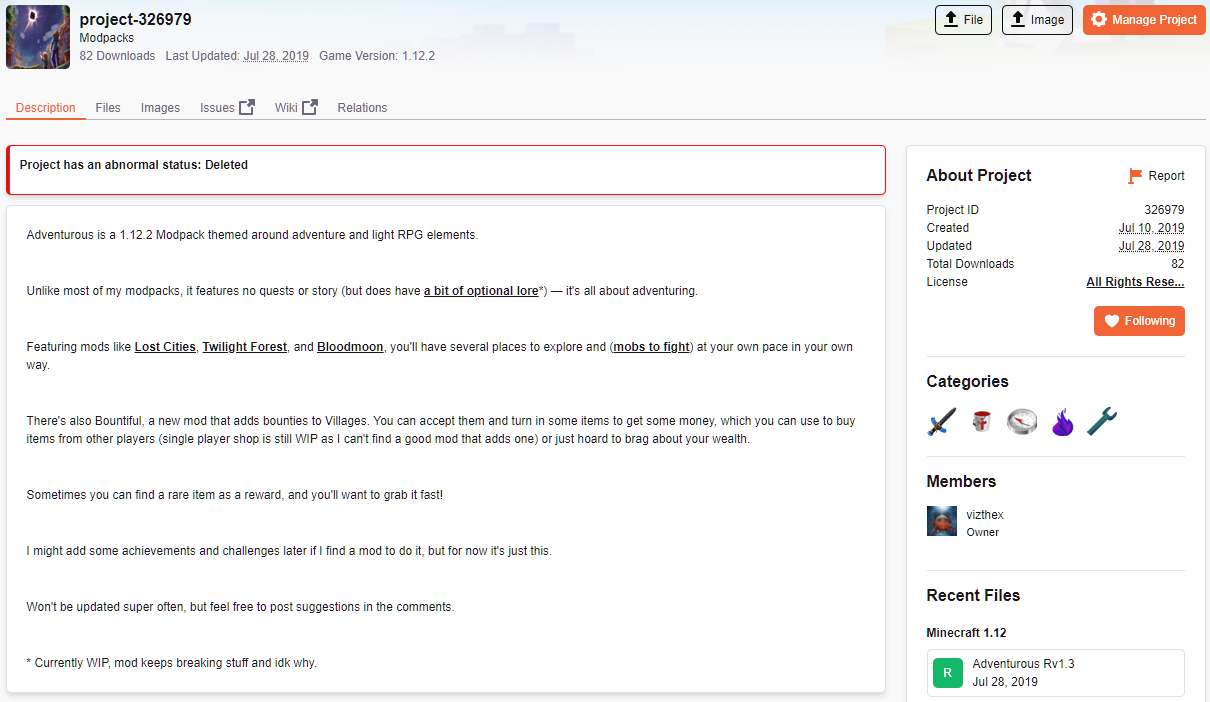 project-326979
Modpacks
82 Downloads Last Updated: Jul 28, 2019 Game Version: 1.12.2
File
Image
Manage Project
Description Files Images Issues Wiki Relations
Project has an abnormal status: Deleted
Adventurous is a 1.12.2 Modpack themed around adventure and light RPG elements.
Unlike most of my modpacks, it features no quests or story (but does have a bit of optional lore*) — it's all about adventuring.
Featuring mods like Lost Cities, Twilight Forest, and Bloodmoon, you'll have several places to explore and (mobs to fight) at your own pace in your own
way.
There's also Bountiful, a new mod that adds bounties to Villages. You can accept them and turn in some items to get some money, which you can use to buy
items from other players (single player shop is still WIP as I can't find a good mod that adds one) or just hoard to brag about your wealth.
Sometimes you can find a rare item as a reward, and you'll want to grab it fast!
I might add some achievements and challenges later if I find a mod to do it, but for now it's just this.
Won't be updated super often, but feel free to post suggestions in the comments.
* Currently WIP, mod keeps breaking stuff and idk why.
About Project
Report
Project ID 326979
Created Jul 10, 2019
Updated Jul 28, 2019
Total Downloads 82
License All Rights Rese...
Following
Categories
Members
vizthex
Owner
Recent Files
Minecraft 1.12
R
Adventurous Rv1.3
Jul 28, 2019